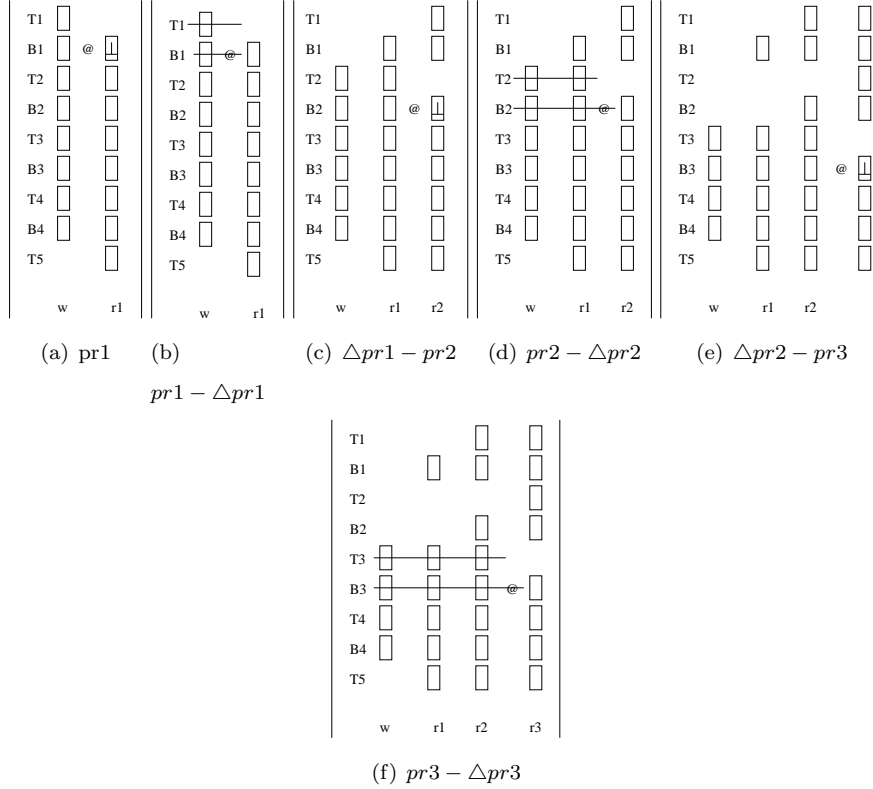 T1
B1 @ ⊥
T2
B2
T3
B3
T4
B4
T5
w r1
(a) pr1
T1
B1 @
T2
B2
T3
B3
T4
B4
T5
w r1
(b)
pr1 − △pr1
T1
B1
T2
B2 @ ⊥
T3
B3
T4
B4
T5
w r1 r2
(c) △pr1 − pr2
T1
B1
T2
B2 @
T3
B3
T4
B4
T5
w r1 r2
(d) pr2 − △pr2
T1
B1
T2
B2
T3
B3 @ ⊥
T4
B4
T5
w r1 r2
(e) △pr2 − pr3
T1
B1
T2
B2
T3
B3 @
T4
B4
T5
w r1 r2 r3
(f) pr3 − △pr3